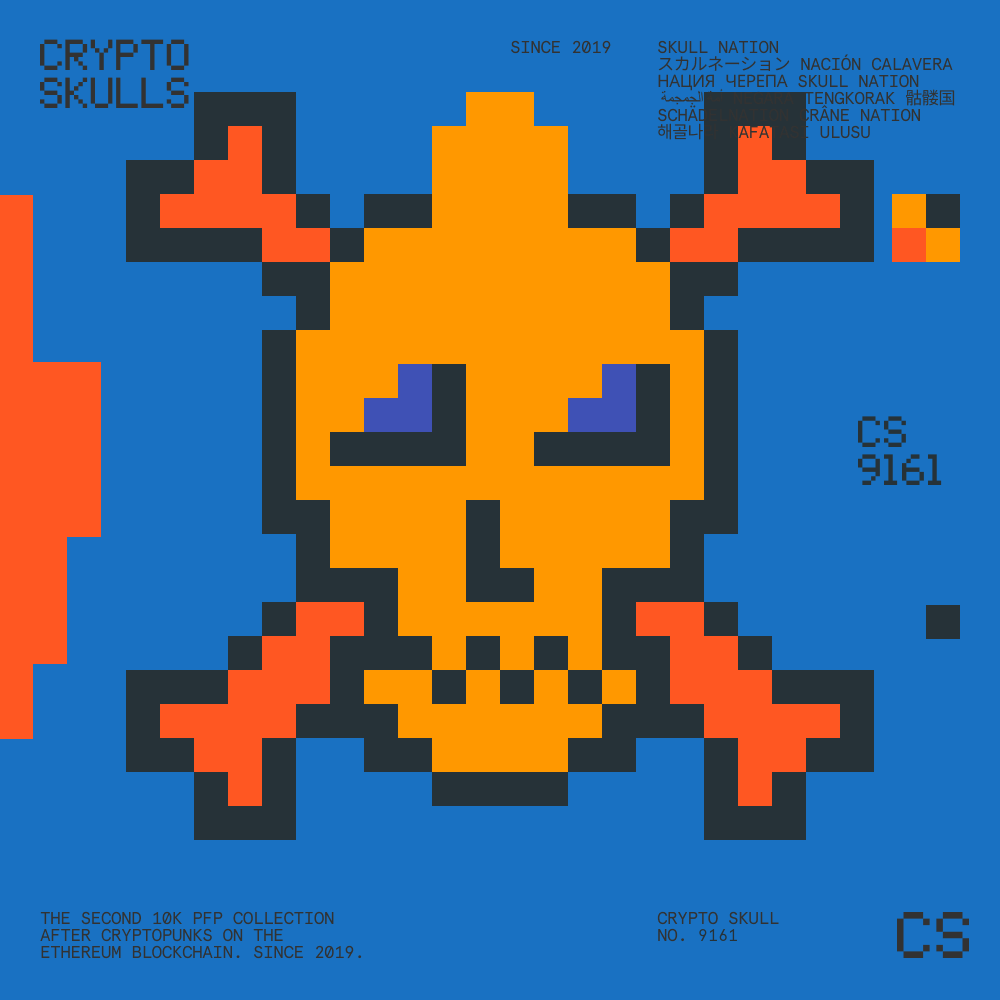 CRYPTO
SKULLS
SINCE 2019
SKULL NATION
スカルネーション NACIÓN CALAVERA
НАЦИЯ ЧЕРЕПА SKULL NATION
TENGKORAK 骷髅国
CRÂNE NATION
해골 ULUSU
CS
9161
THE SECOND 10K PFP COLLECTION
AFTER CRYPTOPUNKS ON THE
ETHEREUM BLOCKCHAIN. SINCE 2019.
CRYPTO SKULL
NO. 9161
CS